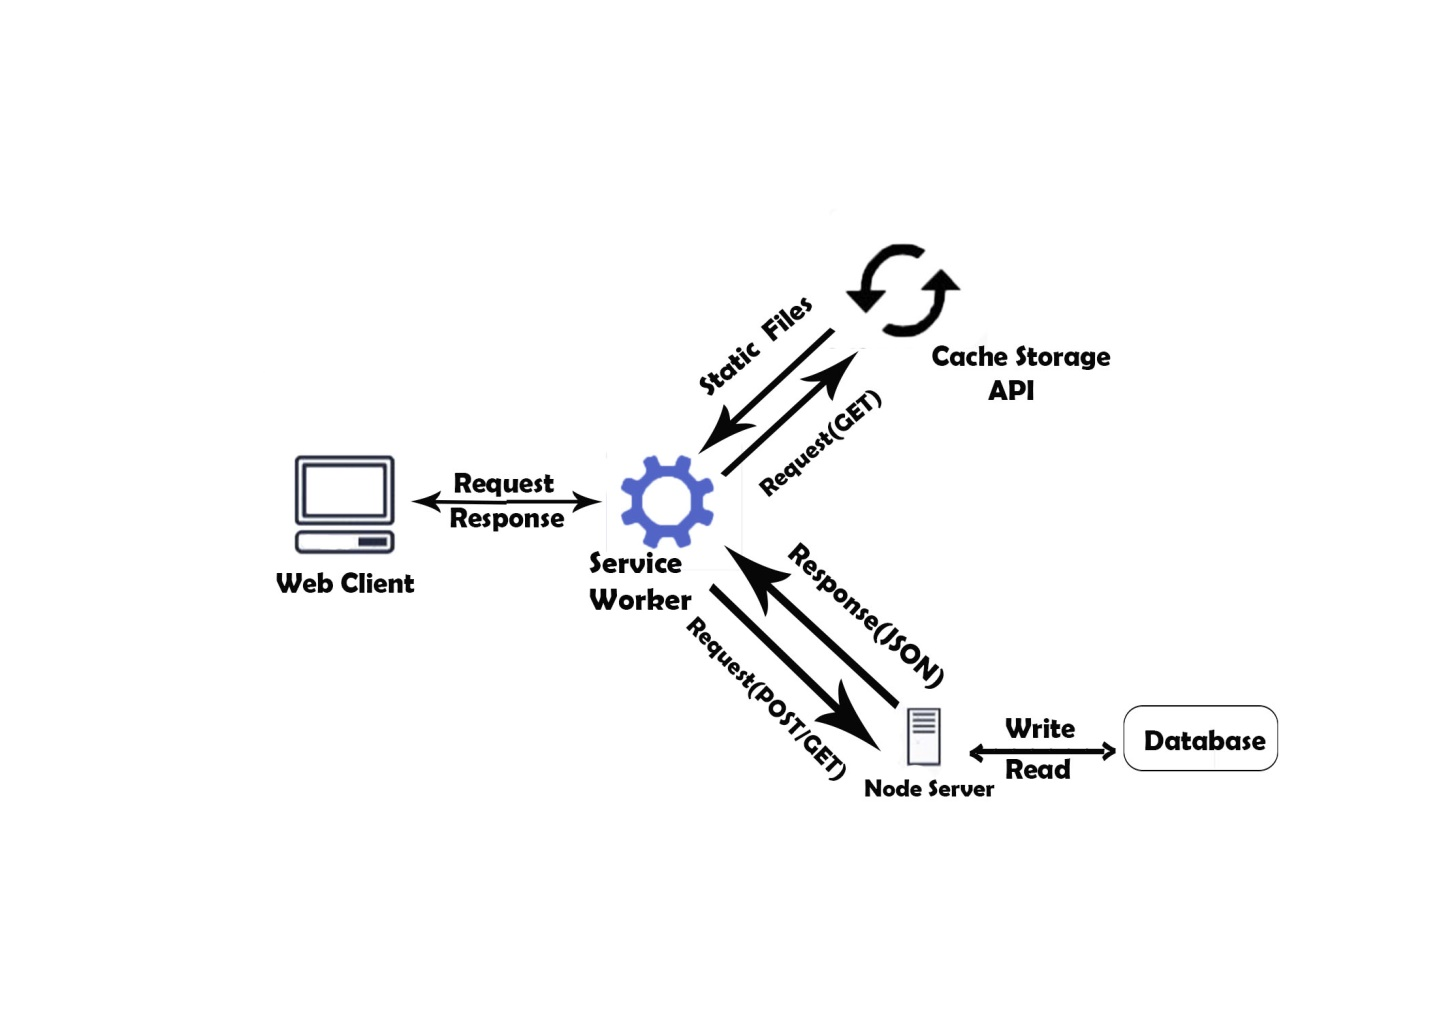 Static Files
Cache Storage
API
Request(GET)
Request
Response
Web Client
Service
Worker
Response(JSON)
Request(POST/GET)
Node Server
Write
Read
Database